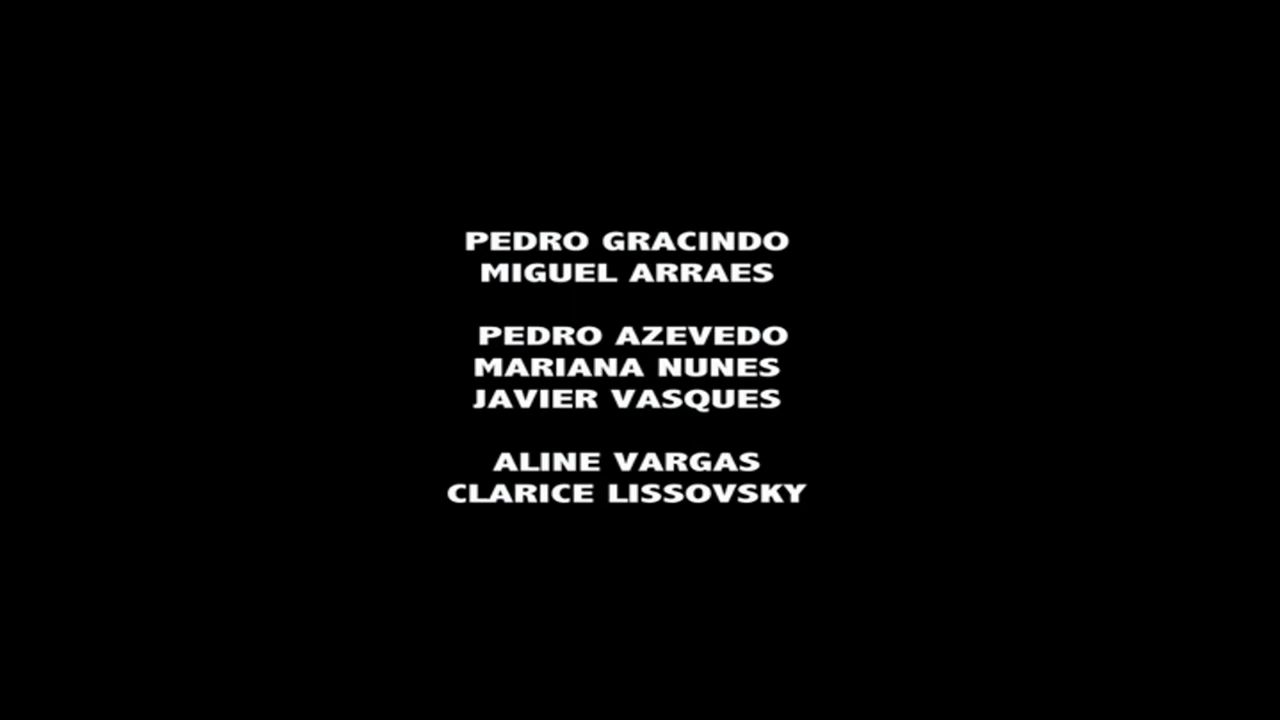 PEDRO GRACINDO
MIGUEL ARRAES
PEDRO AZEVEDO
MARIANA NUNES
JAVIER VASQUES
ALINE VARGAS
CLARICE LISSOVSKY